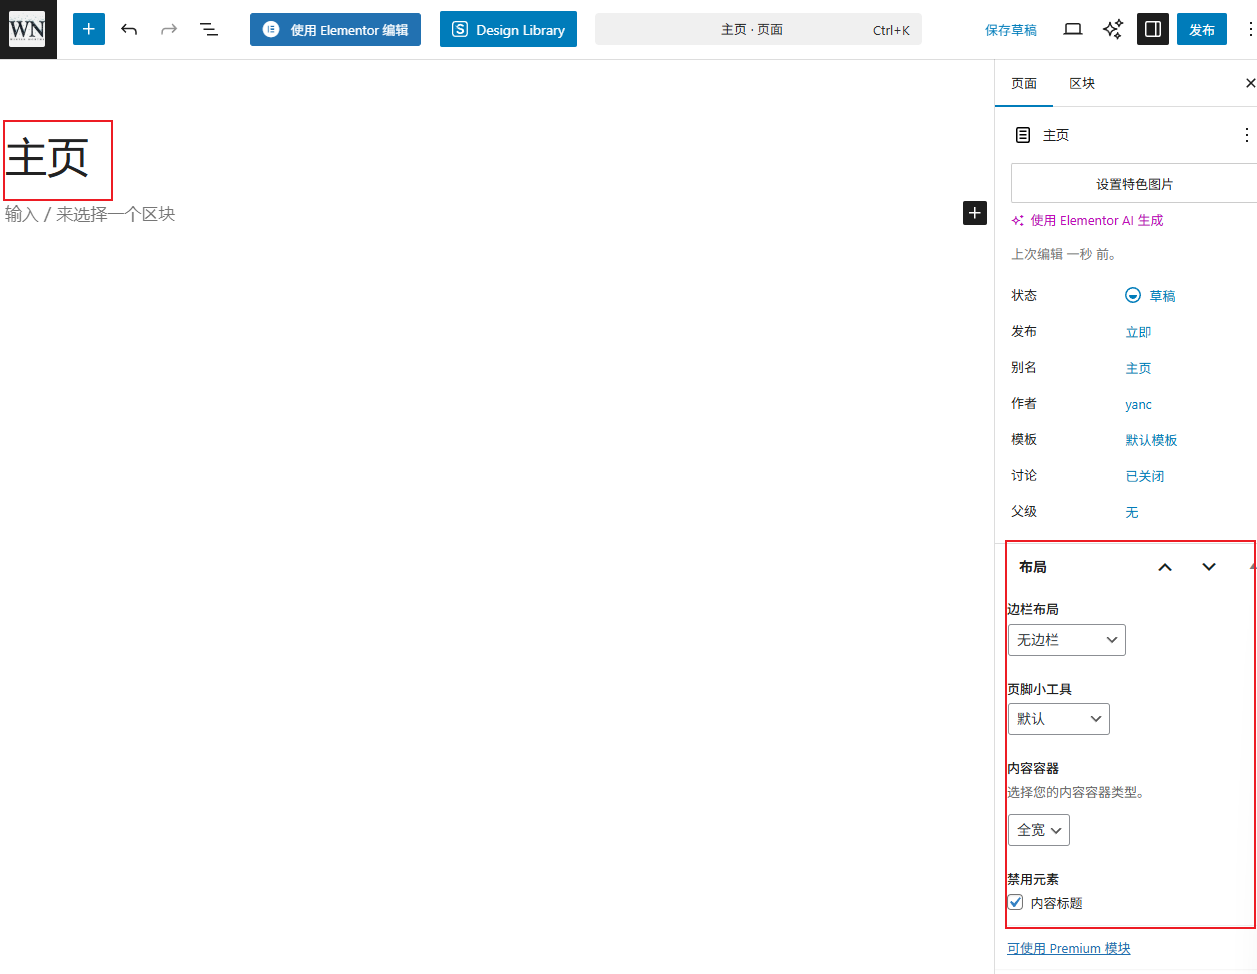 WN
使用 Elementor 编辑
Design Library
主页 · 页面
Ctrl+K
保存草稿
发布
页面
区块
主页
主页
输入 / 来选择一个区块
设置特色图片
使用 Elementor AI 生成
上次编辑 一秒 前。
状态
草稿
发布
立即
别名
主页
作者
yanc
模板
默认模板
讨论
已关闭
父级
无
布局
边栏布局
无边栏
页脚小工具
默认
内容容器
选择您的内容容器类型。
全宽
禁用元素
内容标题
可使用 Premium 模块